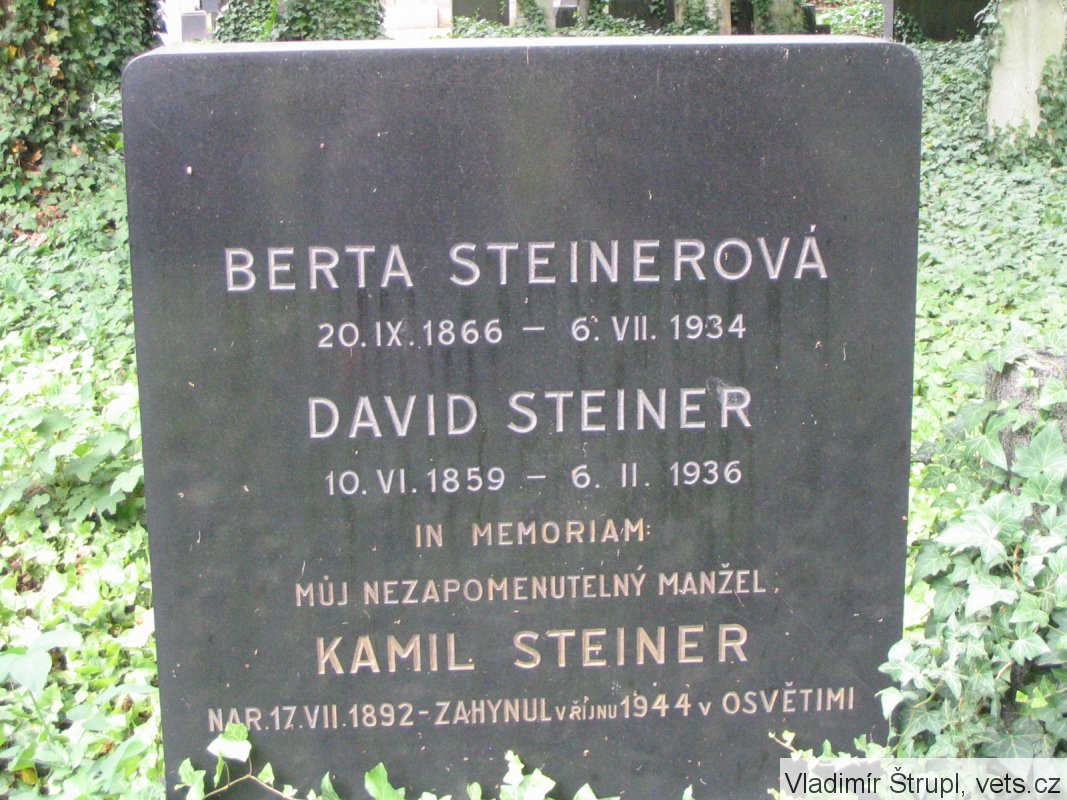 BERTA STEINEROVÁ
20. IX. 1866 – 6. VII. 1934
DAVID STEINER
10. VI. 1859 – 6. II. 1936
IN MEMORIAM:
MŮJ NEZAPOMENUTELNÝ MANŽEL,
KAMIL STEINER
NAR. 17. VII. 1892 - ZAHYNUL V ŘÍJNU 1944 V OSVĚTIMI
Vladimír Štrupl, vets.cz